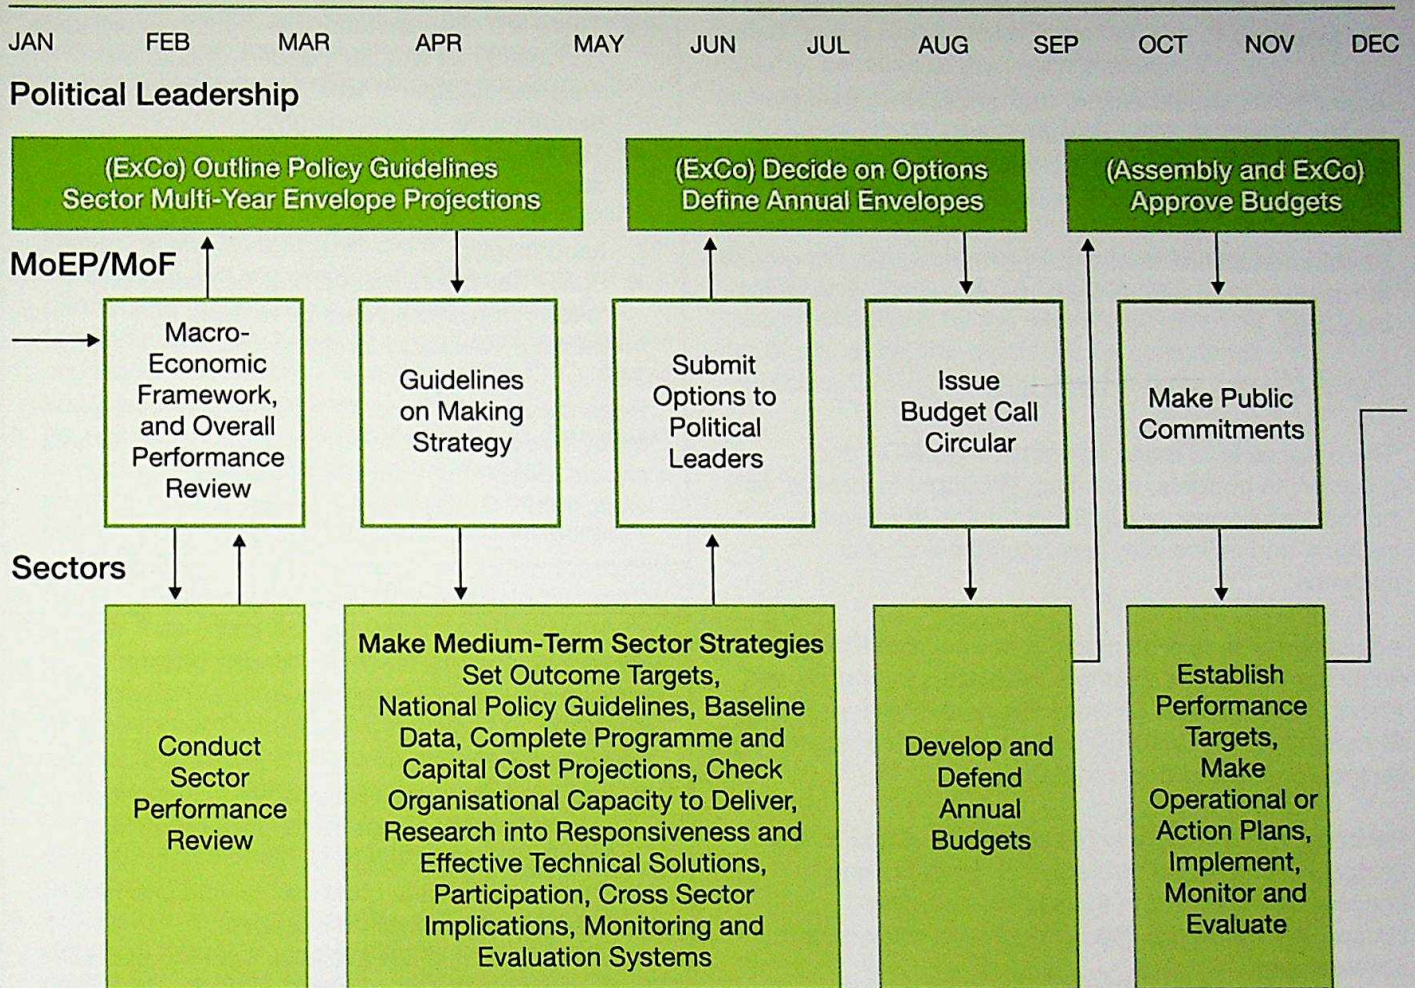 JAN FEB MAR APR MAY JUN JUL AUG SEP OCT NOV DEC
Political Leadership
(ExCo) Outline Policy Guidelines
Sector Multi-Year Envelope Projections
(ExCo) Decide on Options
Define Annual Envelopes
(Assembly and ExCo)
Approve Budgets
MoEP/MoF
Macro-
Economic
Framework,
and Overall
Performance
Review
Guidelines
on Making
Strategy
Submit
Options to
Political
Leaders
Issue
Budget Call
Circular
Make Public
Commitments
Sectors
Conduct
Sector
Performance
Review
Make Medium-Term Sector Strategies
Set Outcome Targets,
National Policy Guidelines, Baseline
Data, Complete Programme and
Capital Cost Projections, Check
Organisational Capacity to Deliver,
Research into Responsiveness and
Effective Technical Solutions,
Participation, Cross Sector
Implications, Monitoring and
Evaluation Systems
Develop and
Defend
Annual
Budgets
Establish
Performance
Targets,
Make
Operational or
Action Plans,
Implement,
Monitor and
Evaluate